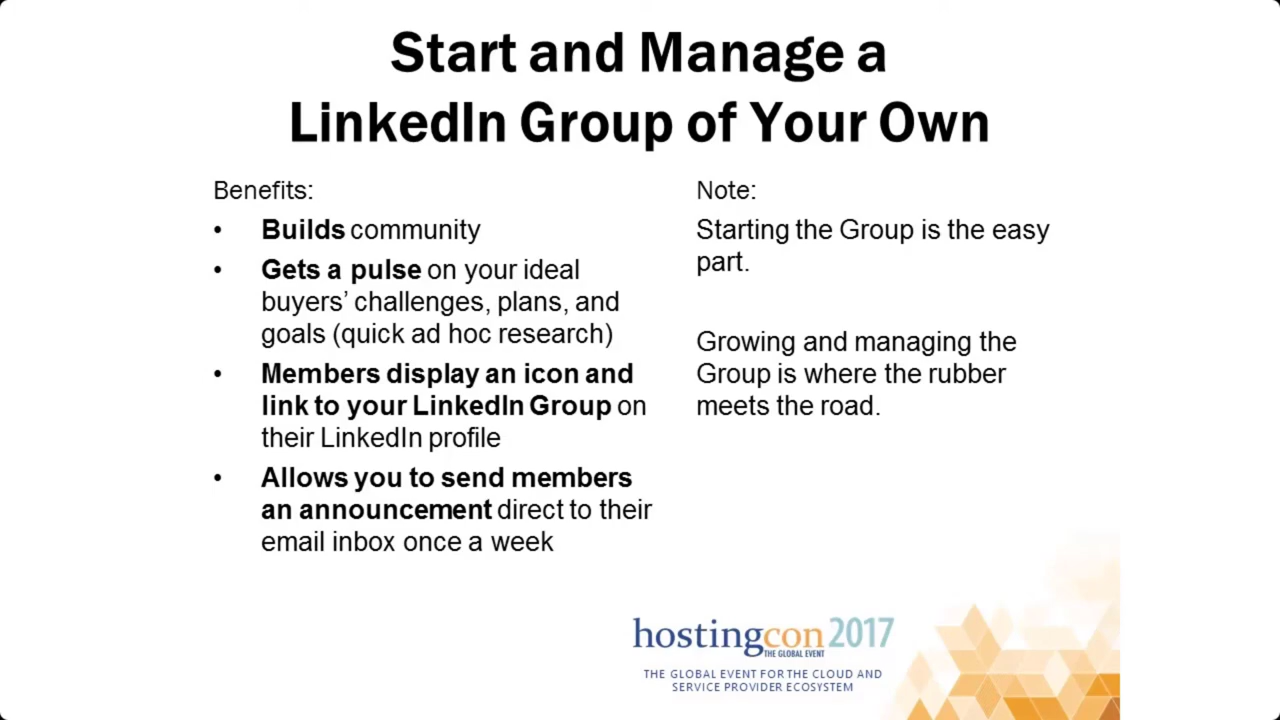 Start and Manage a
LinkedIn Group of Your Own
Benefits:
• Builds community
• Gets a pulse on your ideal
buyers’ challenges, plans, and
goals (quick ad hoc research)
• Members display an icon and
link to your LinkedIn Group on
their LinkedIn profile
• Allows you to send members
an announcement direct to their
email inbox once a week
Note:
Starting the Group is the easy
part.
Growing and managing the
Group is where the rubber
meets the road.
hostingcon 2017
THE GLOBAL EVENT
THE GLOBAL EVENT FOR THE CLOUD AND
SERVICE PROVIDER ECOSYSTEM